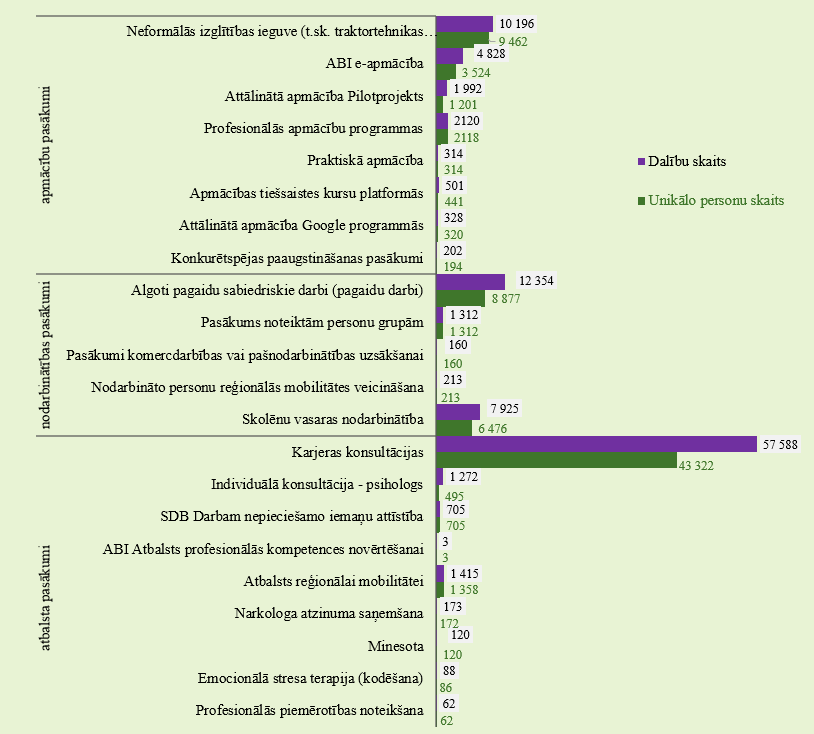 apmācību pasākumi
Neformālās izglītības ieguve (t.sk. traktortehnikas… 10 196
9 462
ABI e-apmācība 4 828
3 524
Attālinātā apmācība Pilotprojekts 1 992
1 201
Profesionālās apmācību programmas 2120
2118
Praktiskā apmācība 314
314
Apmācības tiešsaistes kursu platformās 501
441
Attālinātā apmācība Google programmās 328
320
Konkurētspējas paaugstināšanas pasākumi 202
194
nodarbinātības pasākumi
Algoti pagaidu sabiedriskie darbi (pagaidu darbi) 12 354
8 877
Pasākums noteiktām personu grupām 1 312
1 312
Pasākumi komercdarbības vai pašnodarbinātības uzsākšanai 160
160
Nodarbināto personu reģionālās mobilitātes veicināšana 213
213
Skolēnu vasaras nodarbinātība 7 925
6 476
atbalsta pasākumi
Karjeras konsultācijas 57 588
43 322
Individuālā konsultācija - psihologs 1 272
495
SDB Darbam nepieciešamo iemaņu attīstība 705
705
ABI Atbalsts profesionālās kompetences novērtēšanai 3
3
Atbalsts reģionālai mobilitātei 1 415
1 358
Narkologa atzinuma saņemšana 173
172
Minesota 120
120
Emocionālā stresa terapija (kodēšana) 88
86
Profesionālās piemērotības noteikšana 62
62
Dalību skaits
Unikālo personu skaits